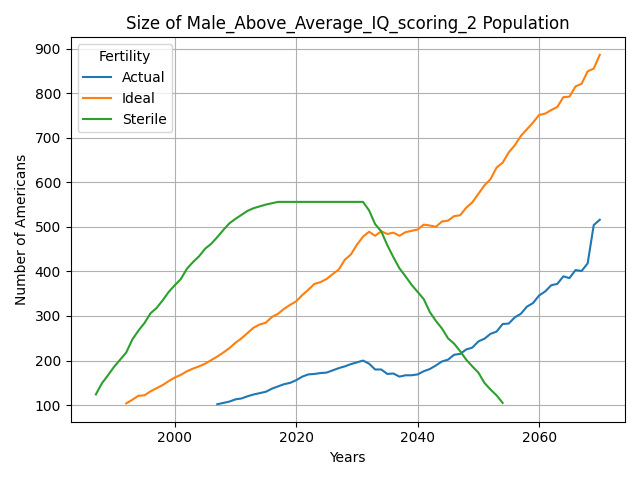 Size of Male_Above_Average_IQ_scoring_2 Population
Fertility
Actual
Ideal
Sterile
Number of Americans
900
800
700
600
500
400
300
200
100
2000
2020
2040
2060
Years